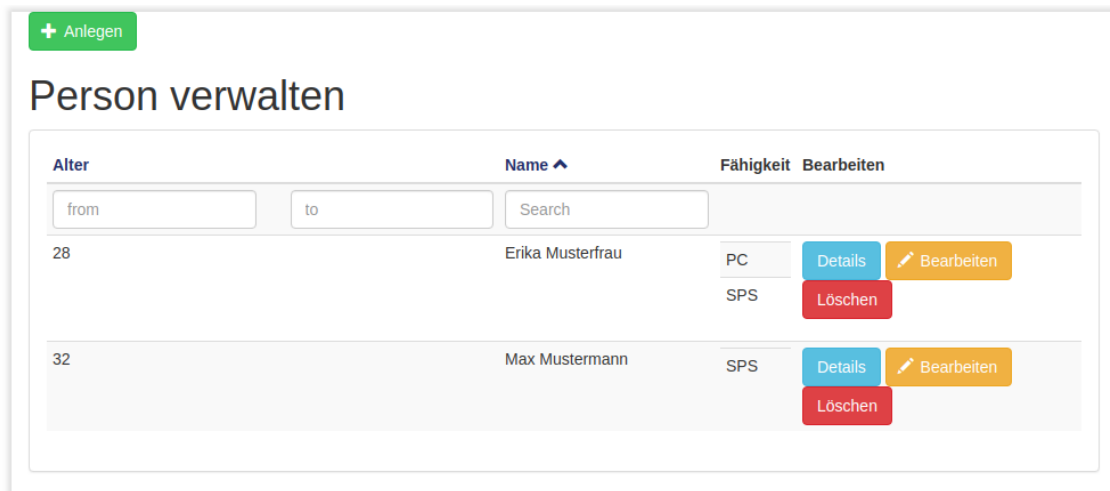 Anlegen
Person verwalten
Alter Name Fähigkeit Bearbeiten
from to Search
28 Erika Musterfrau PC Details Bearbeiten
SPS Löschen
32 Max Mustermann SPS Details Bearbeiten
Löschen